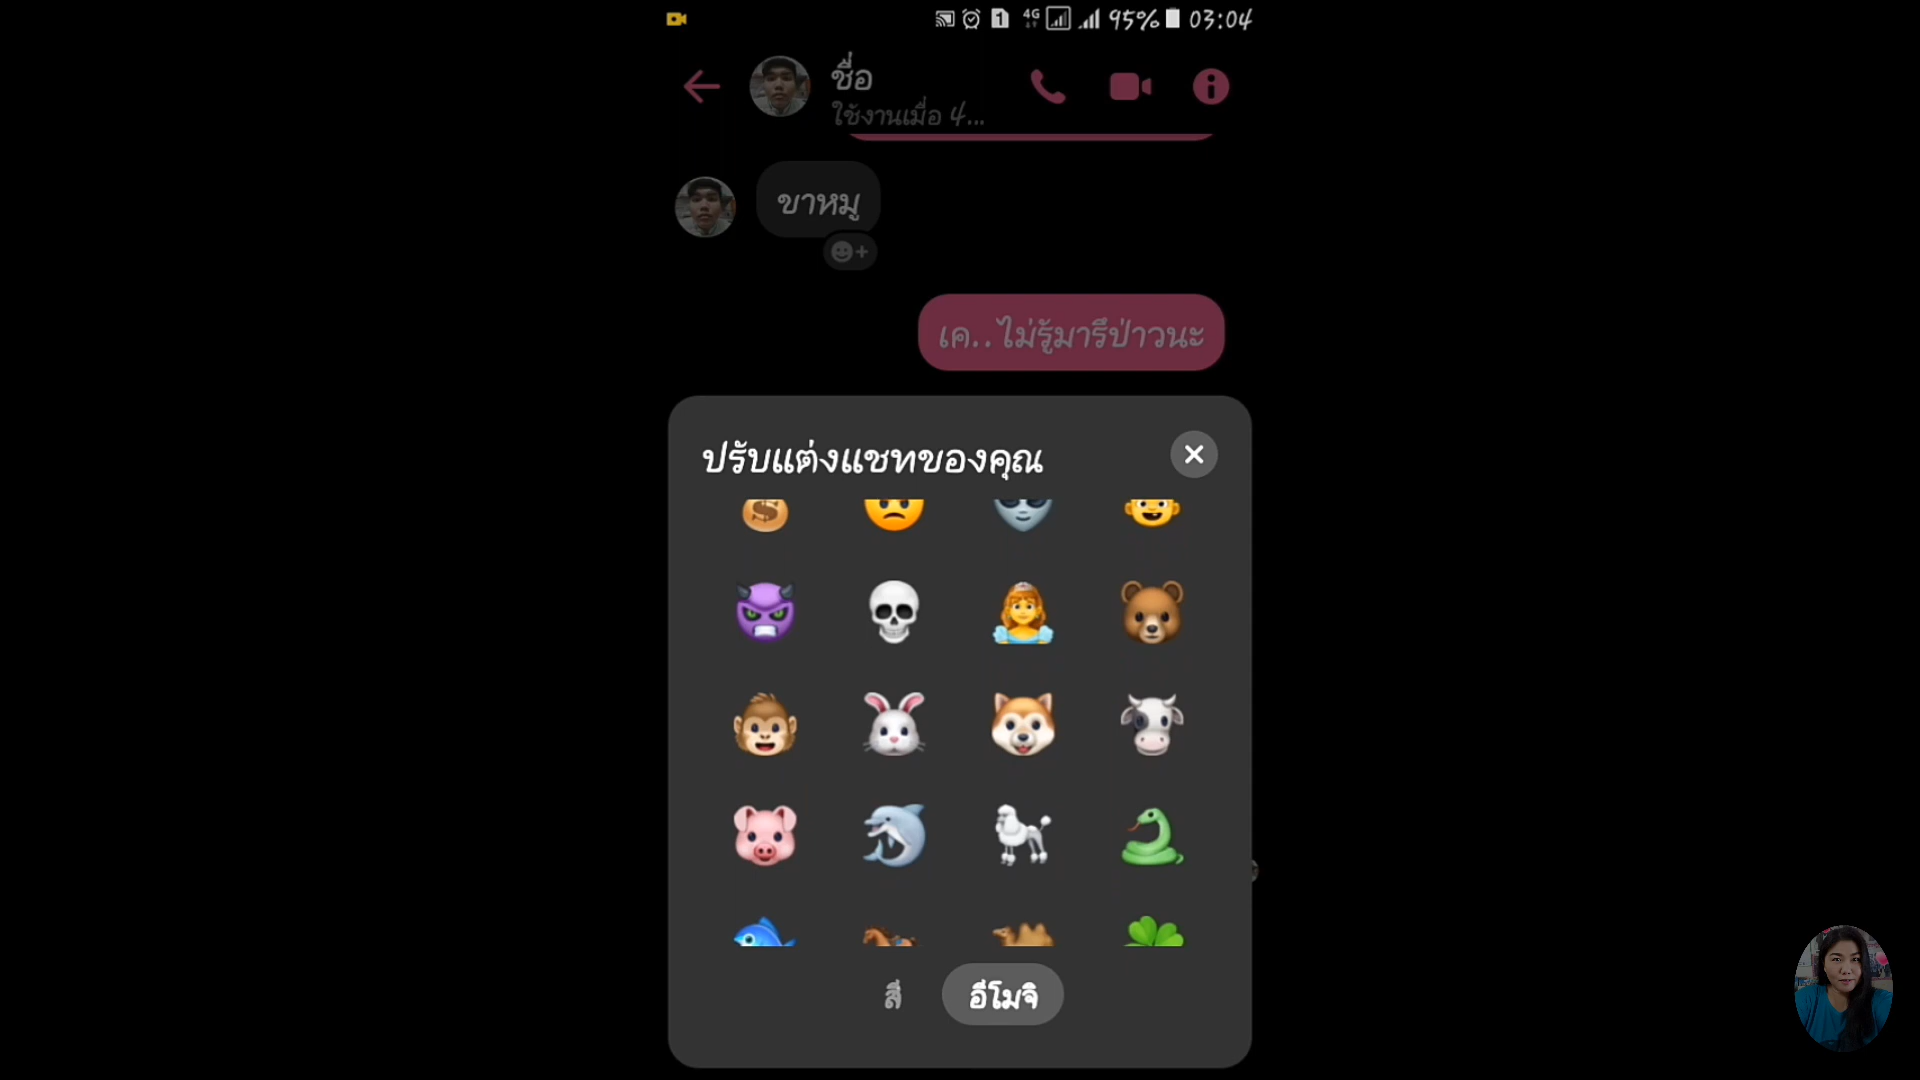 4G 95% 03:04
ชื่อ
ใช้งานเมื่อ 4...
ขาหมู
เค..ไม่รู้มารึป่าวนะ
ปรับแต่งแชทของคุณ
สี
อีโมจิ